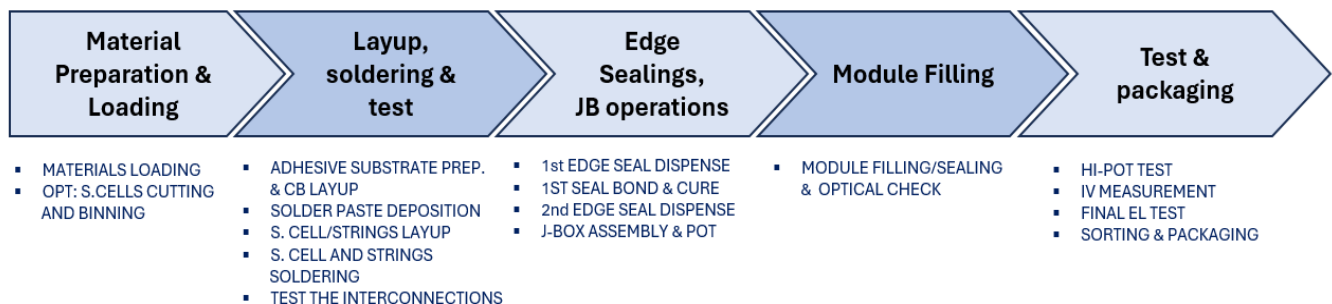 Material
Preparation &
Loading
Layup,
soldering &
test
Edge
Sealings,
JB operations
Module Filling
Test &
packaging
▪ MATERIALS LOADING
▪ OPT: S.CELLS CUTTING
AND BINNING
▪ ADHESIVE SUBSTRATE PREP.
& CB LAYUP
▪ SOLDER PASTE DEPOSITION
▪ S. CELL/STRINGS LAYUP
▪ S. CELL AND STRINGS
SOLDERING
▪ TEST THE INTERCONNECTIONS
▪ 1st EDGE SEAL DISPENSE
▪ 1ST SEAL BOND & CURE
▪ 2nd EDGE SEAL DISPENSE
▪ J-BOX ASSEMBLY & POT
▪ MODULE FILLING/SEALING
& OPTICAL CHECK
▪ HI-POT TEST
▪ IV MEASUREMENT
▪ FINAL EL TEST
▪ SORTING & PACKAGING